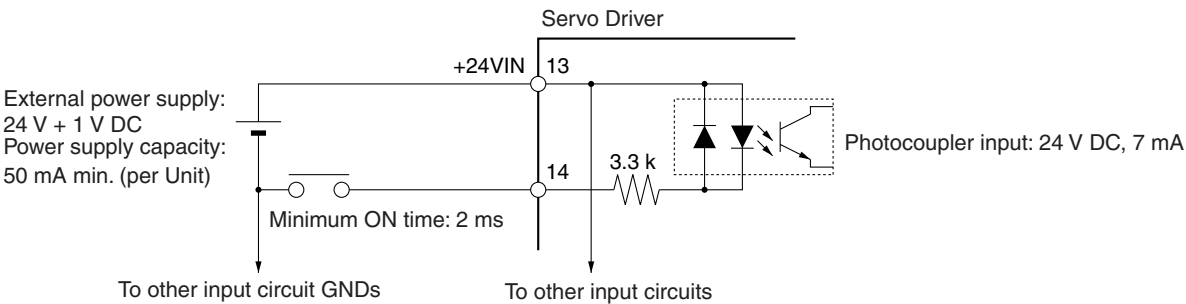 Servo Driver
+24VIN
13
External power supply:
24 V + 1 V DC
Power supply capacity:
50 mA min. (per Unit)
Photocoupler input: 24 V DC, 7 mA
14
3.3 k
Minimum ON time: 2 ms
To other input circuit GNDs
To other input circuits